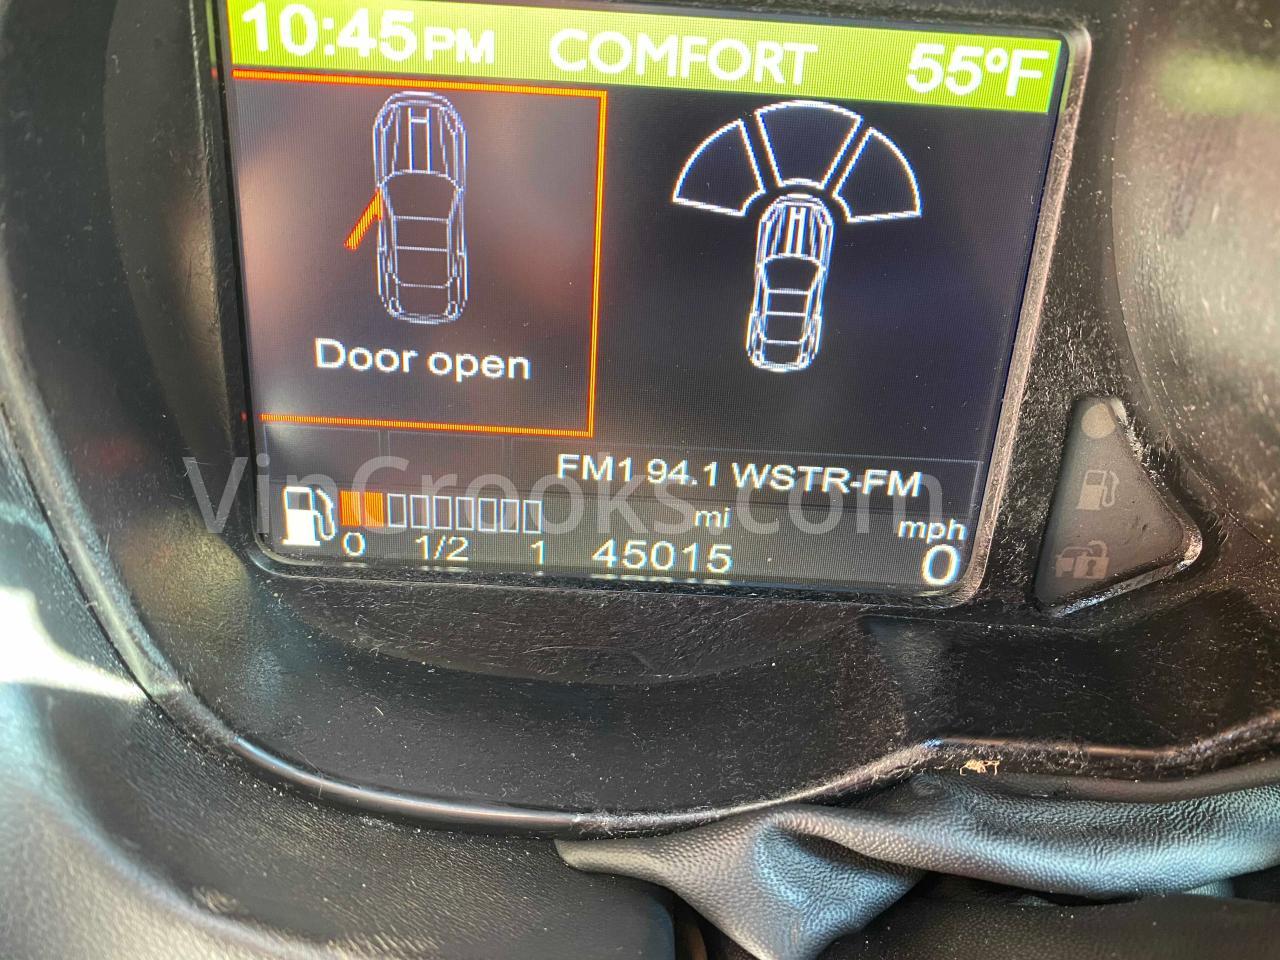 10:45PM COMFORT 55°F
Door open
FM1 94.1 WSTR-FM
VinCrooks.com
mi mph
0 1/2 1 45015 0